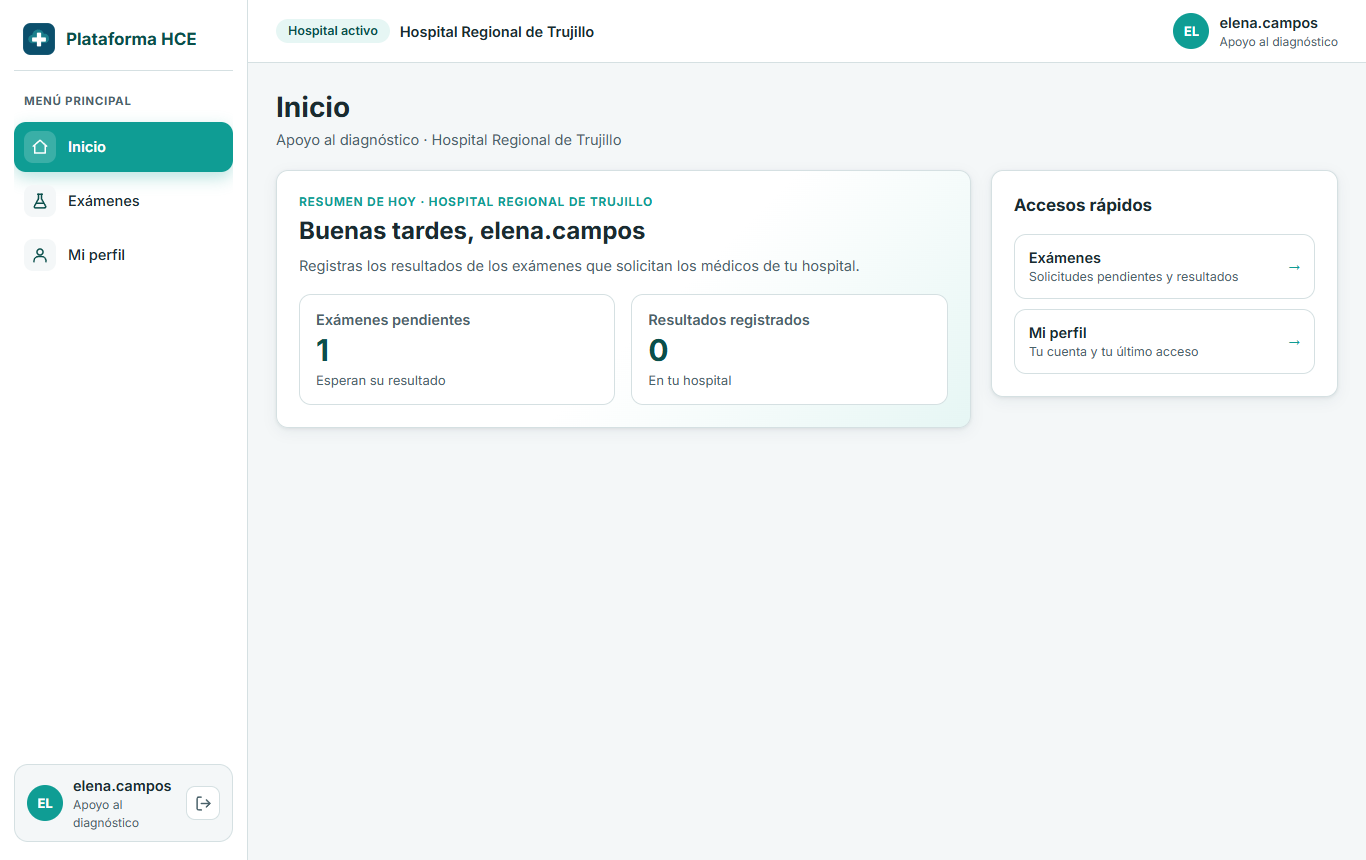 Plataforma HCE
MENÚ PRINCIPAL
Inicio
Exámenes
Mi perfil
EL
elena.campos
Apoyo al
diagnóstico
Hospital activo
Hospital Regional de Trujillo
EL
elena.campos
Apoyo al diagnóstico
Inicio
Apoyo al diagnóstico · Hospital Regional de Trujillo
RESUMEN DE HOY · HOSPITAL REGIONAL DE TRUJILLO
Buenas tardes, elena.campos
Registras los resultados de los exámenes que solicitan los médicos de tu hospital.
Exámenes pendientes
1
Esperan su resultado
Resultados registrados
0
En tu hospital
Accesos rápidos
Exámenes
Solicitudes pendientes y resultados
→
Mi perfil
Tu cuenta y tu último acceso
→